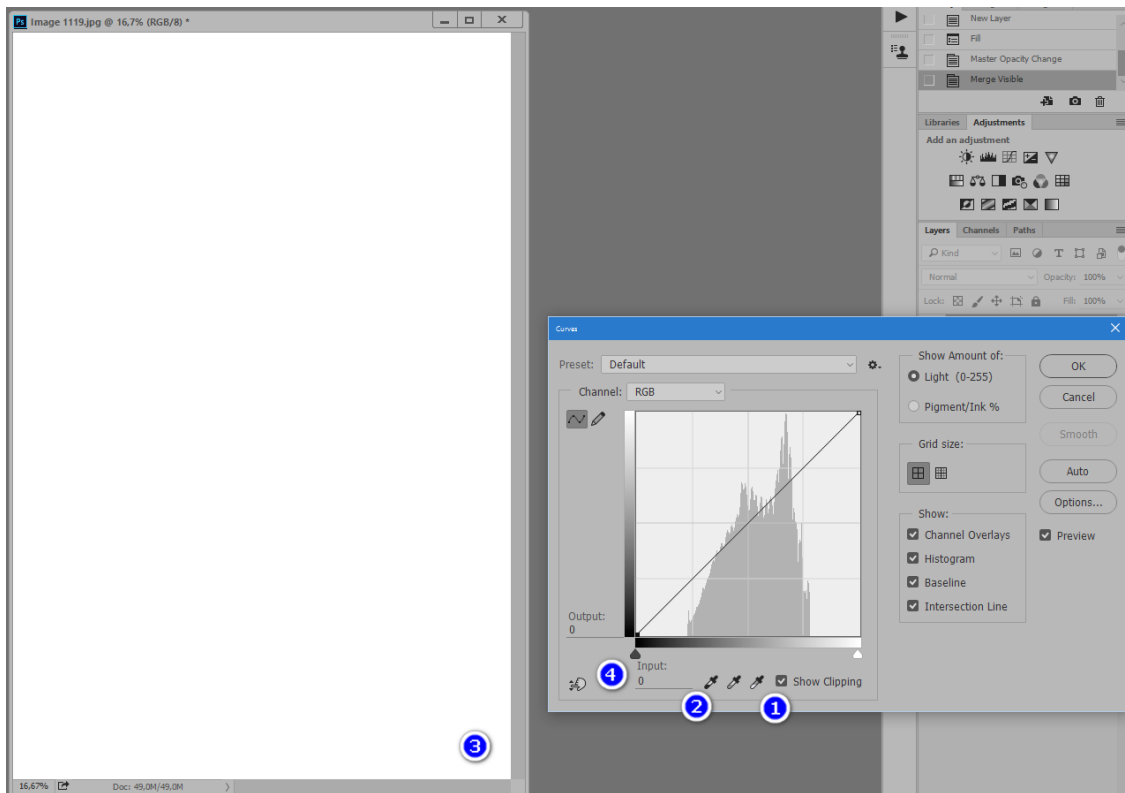 Ps Image 1119.jpg @ 16,7% (RGB/8) *
New Layer
Fill
Master Opacity Change
Merge Visible
Libraries Adjustments
Add an adjustment
Layers Channels Paths
Kind
Normal Opacity: 100%
Lock: Fill: 100%
Curves
Preset: Default
Channel: RGB
Output:
0
Input:
0
Show Clipping
Show Amount of:
Light (0-255)
Pigment/Ink %
Grid size:
Show:
Channel Overlays
Histogram
Baseline
Intersection Line
OK
Cancel
Smooth
Auto
Options...
Preview
4
2
1
3
16,67% Doc: 49,0M/49,0M